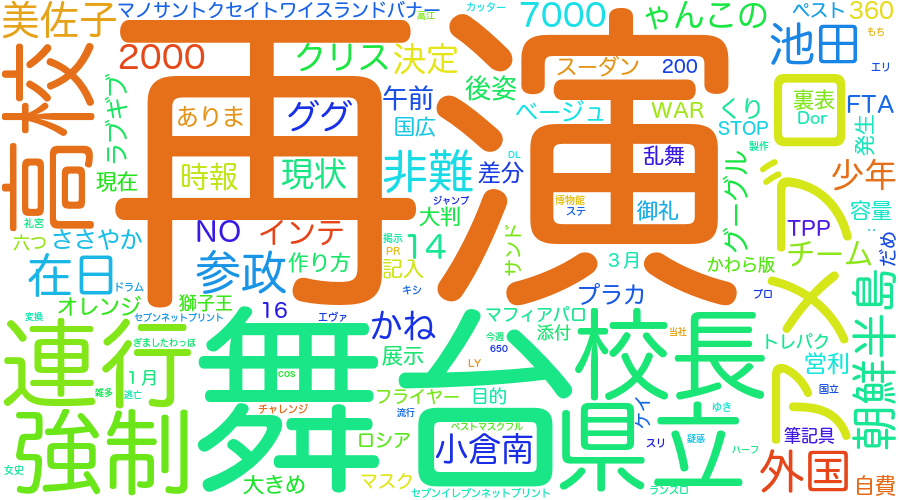 美佐子
マノサントクセイトワイスランドバナー
高江
カッター
7000
ゃんこの
ペスト
360
もち
高校
2000
クリス
決定
再演
後姿
スーダン
200
池田
エリ
ラブギブ
ありま
ググ
午前
国広
ベージュ
WAR
くり
STOP
製作
裏表
Dor
FTA
発生
ブロ
現在
時報
現状
非難
差分
DL
乱舞
グーグル
少年
礼宮
六つ
ささやか
NO
インテ
ジャンプ
大判
博物館
ステ
御礼
TPP
容量
::
だめ
在日
参政
作り方
掲示
PR
14
記入
サンド
3月
かわら版
チーム
ドラム
オレンジ
獅子王
キシ
プラカ
プロ
アメ
朝鮮半島
変換
セブンネットプリント
16
エヴァ
かね
マフィアパロ
添付
今週
650
当社
トレパク
営利
連行
ぎましたわっほ
舞台
展示
LY
校長
1月
雑多
逃亡
cos
フライヤー
目的
国立
強制
チャレンジ
流行
ベストマスクフル
小倉南
ケイ
スリ
県立
ゆき
疑惑
ハーフ
筆記具
女史
大きめ
ロシア
マスク
セブンイレブンネットプリント
ランスロ
外国
自費